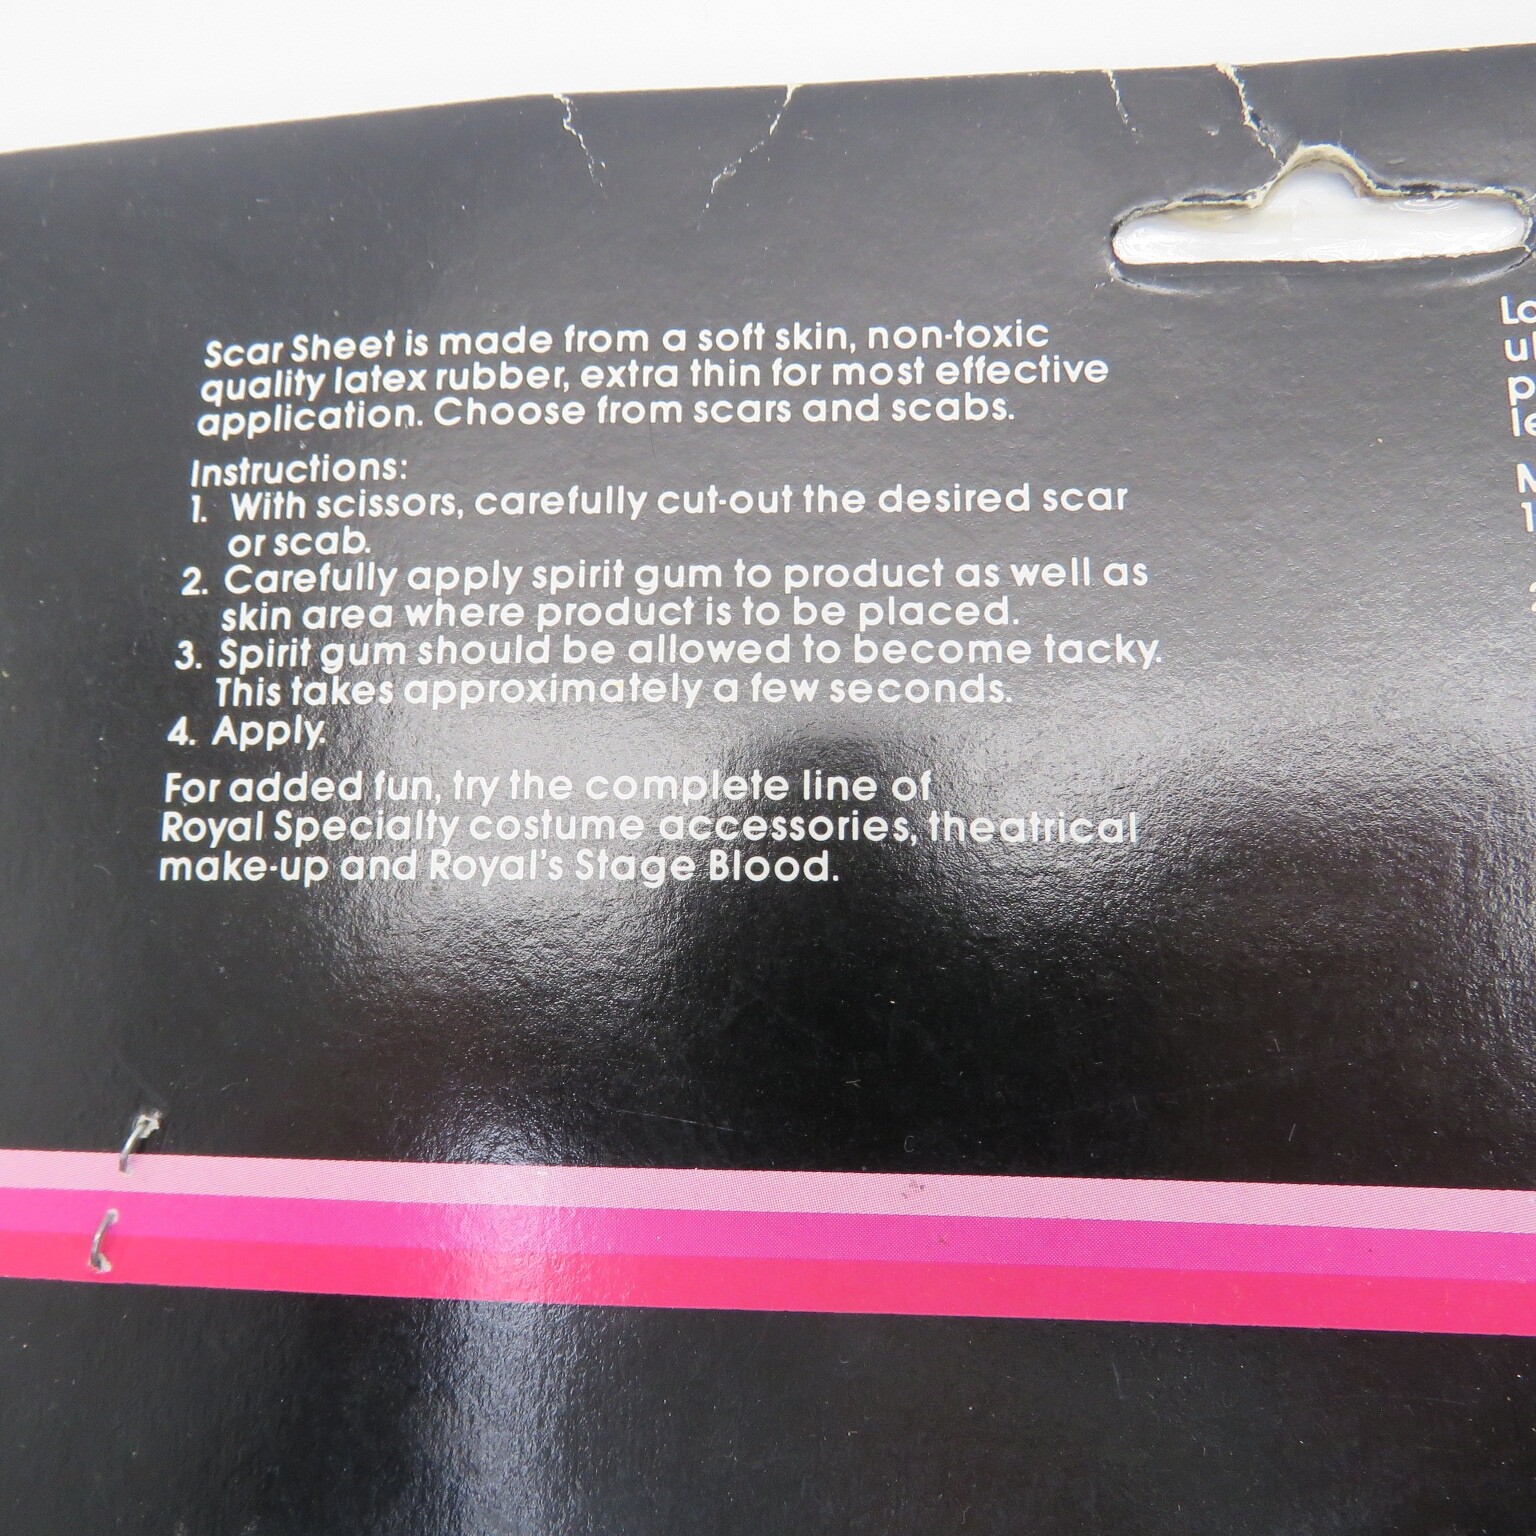 Scar Sheet is made from a soft skin, non-toxic
quality latex rubber, extra thin for most effective
application. Choose from scars and scabs.
Instructions:
1. With scissors, carefully cut-out the desired scar
or scab.
2. Carefully apply spirit gum to product as well as
skin area where product is to be placed.
3. Spirit gum should be allowed to become tacky.
This takes approximately a few seconds.
4. Apply.
For added fun, try the complete line of
Royal Specialty costume accessories, theatrical
make-up and Royal's Stage Blood.